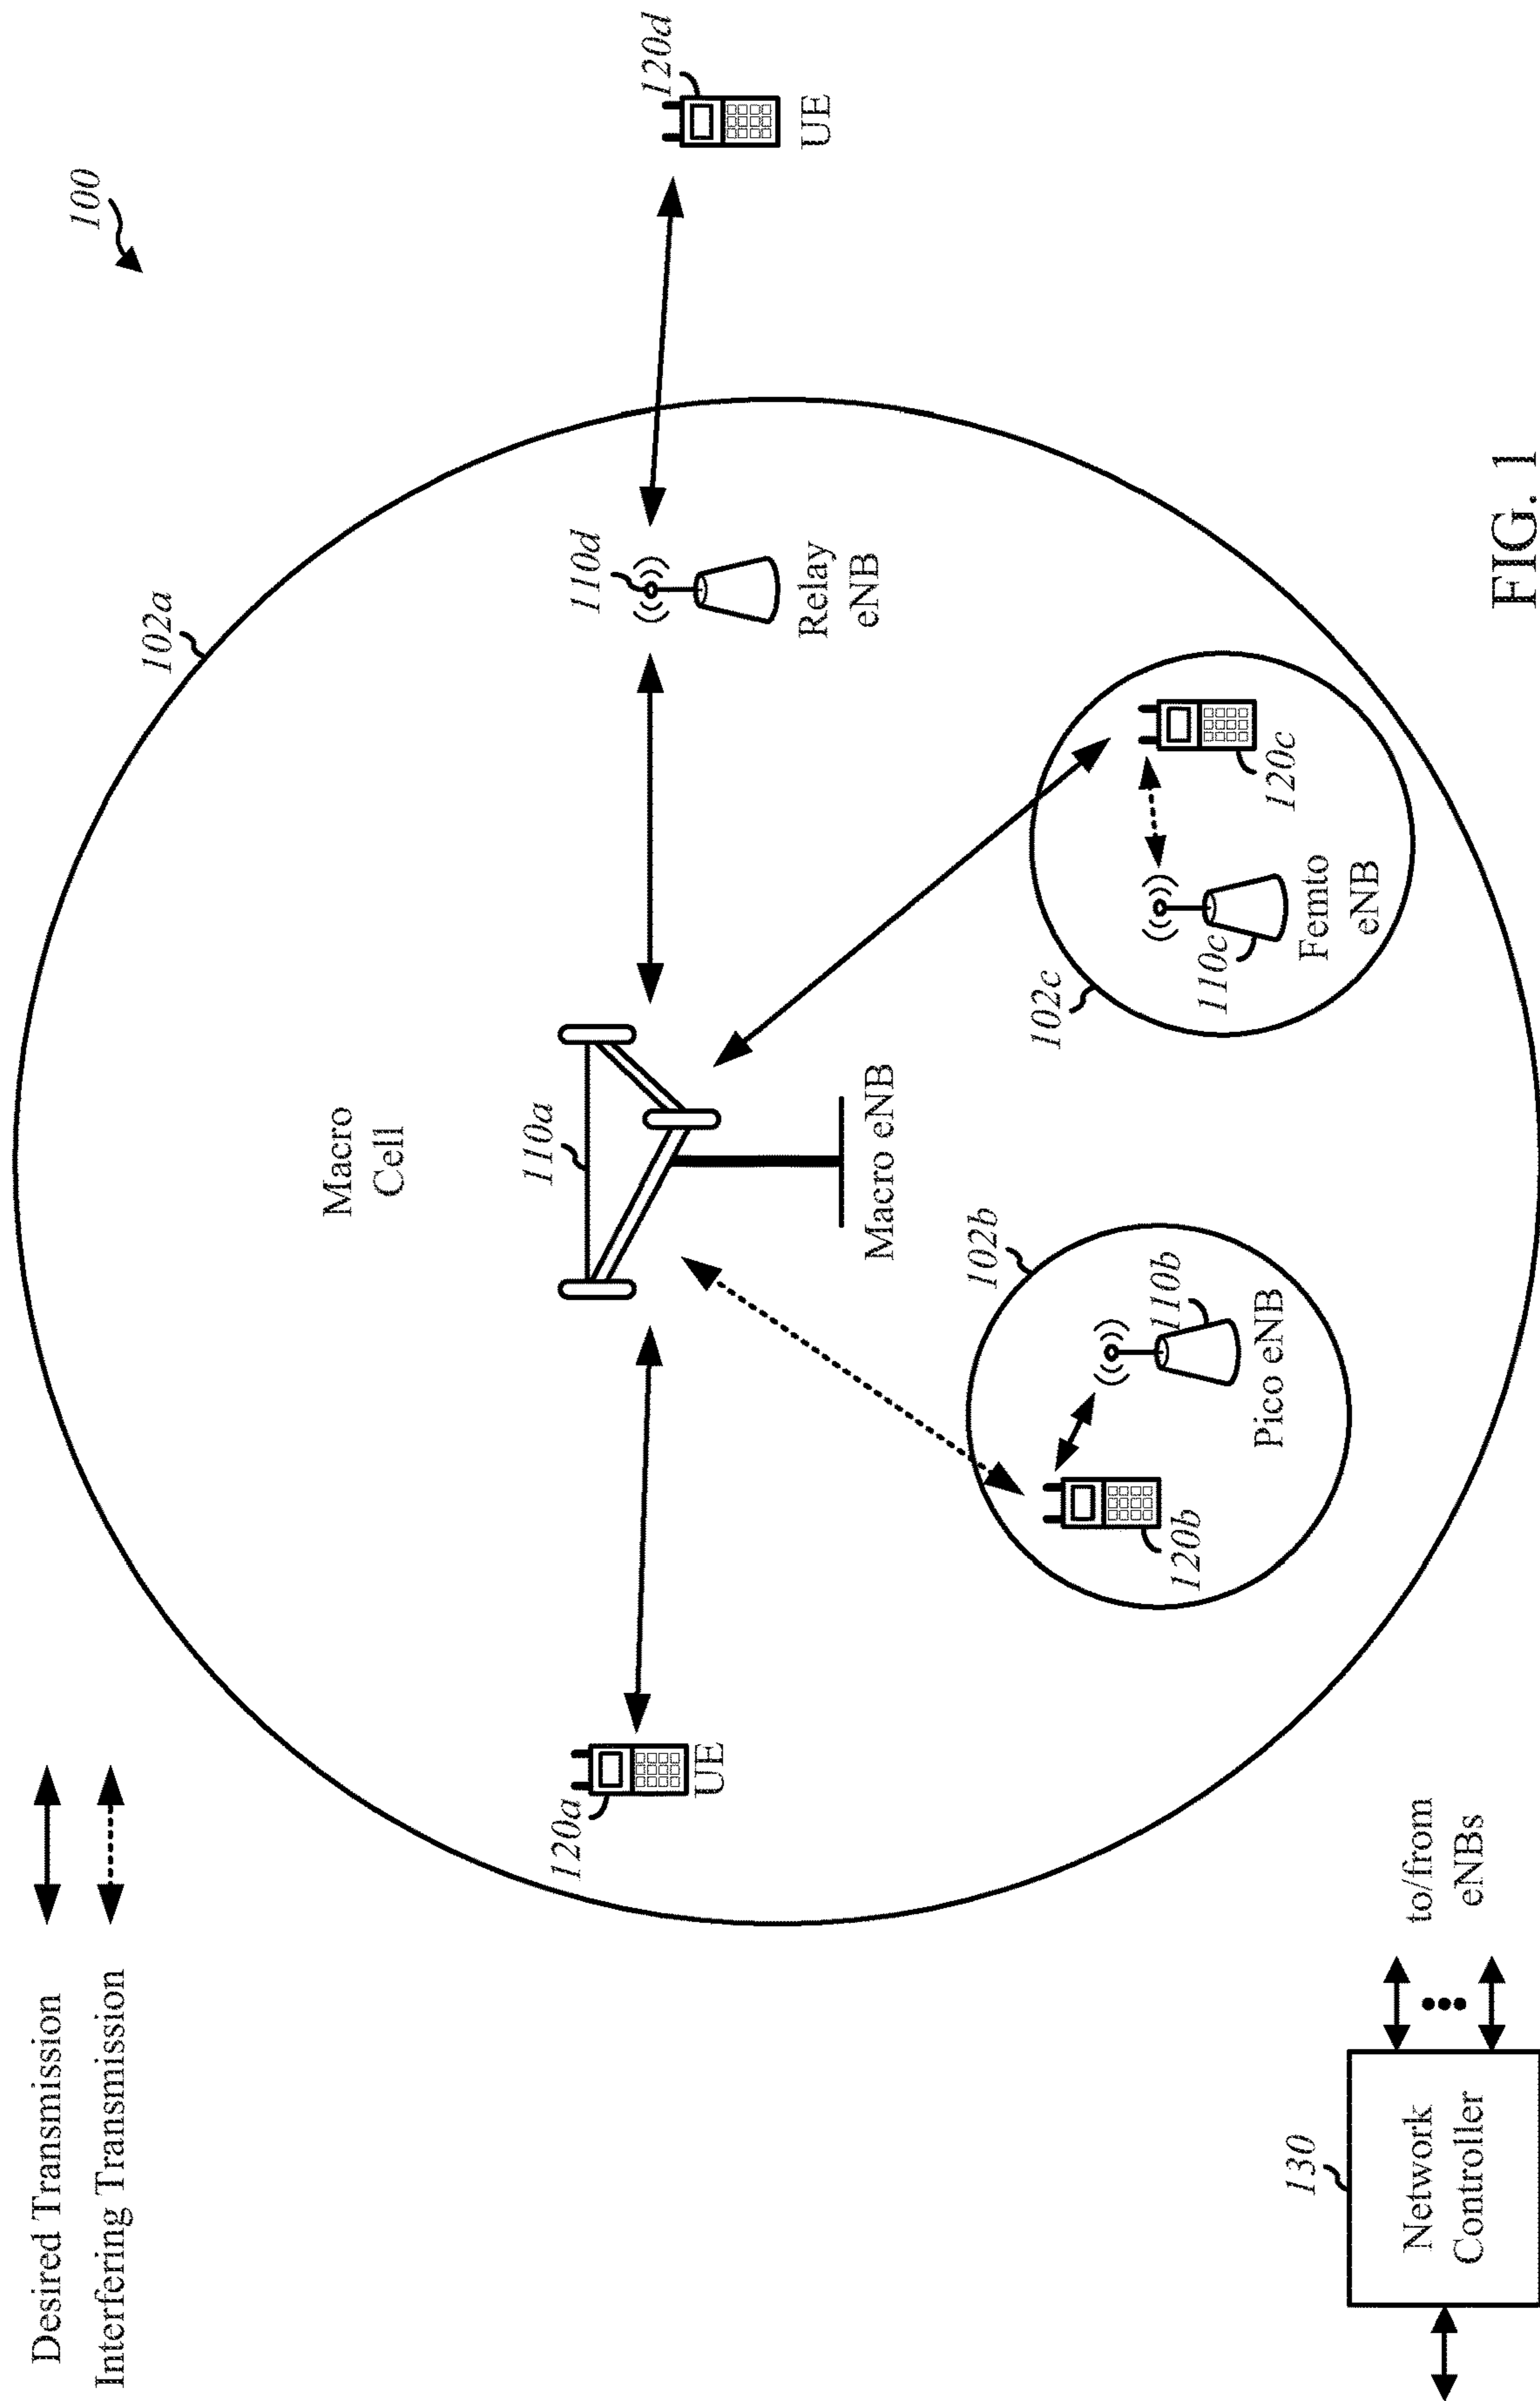 100
Desired Transmission
Interfering Transmission
102a
Macro
Cell
110a
110d
120d
120a
UE
UE
Relay
eNB
Macro eNB
102b
102c
110b
120b
Pico eNB
110c
120c
Femto
eNB
130
Network
Controller
to/from
eNBs
FIG. 1